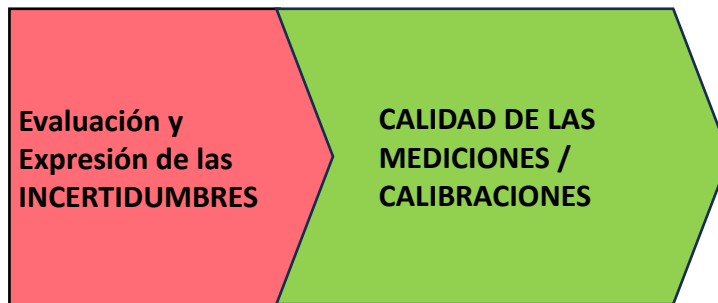 Evaluación y
Expresión de las
INCERTIDUMBRES
CALIDAD DE LAS
MEDICIONES /
CALIBRACIONES